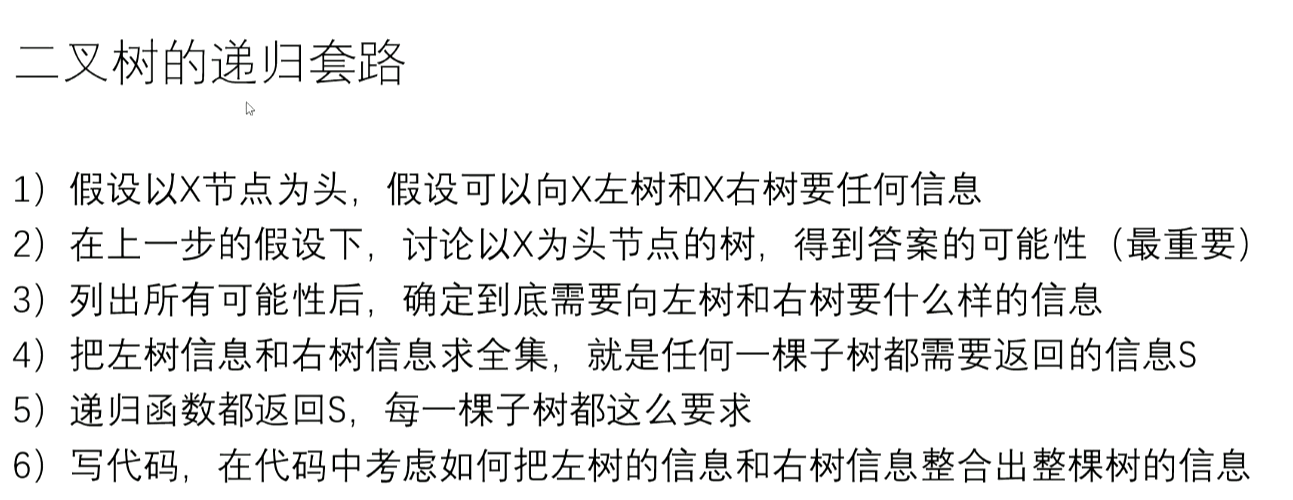 二叉树的递归套路
1）假设以X节点为头，假设可以向X左树和X右树要任何信息
2）在上一步的假设下，讨论以X为头节点的树，得到答案的可能性（最重要）
3）列出所有可能性后，确定到底需要向左树和右树要什么样的信息
4）把左树信息和右树信息求全集，就是任何一棵子树都需要返回的信息S
5）递归函数都返回S，每一棵子树都这么要求
6）写代码，在代码中考虑如何把左树的信息和右树信息整合出整棵树的信息